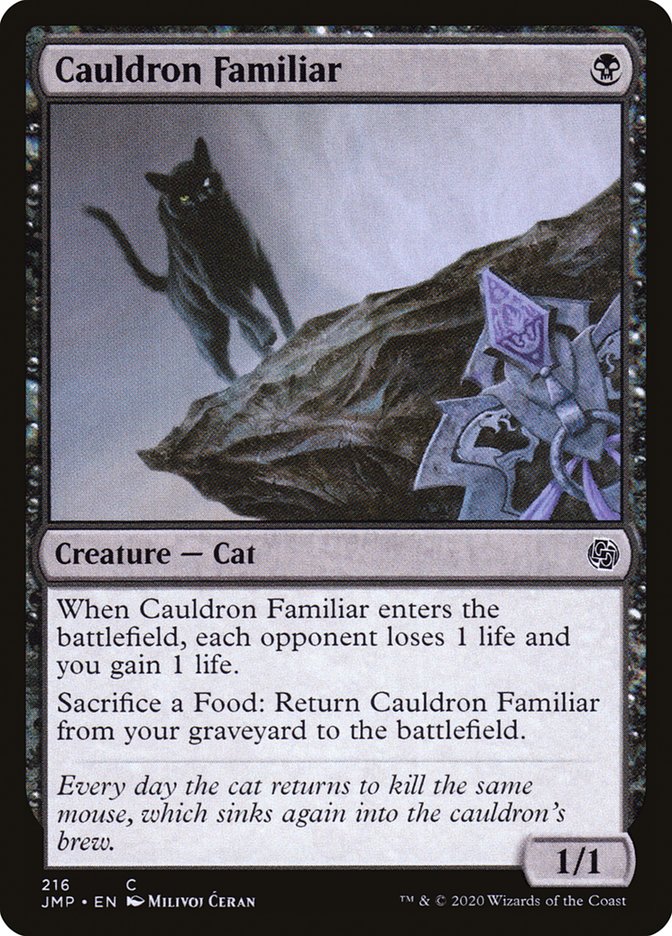 Cauldron Familiar
Creature — Cat
When Cauldron Familiar enters the
battlefield, each opponent loses 1 life and
you gain 1 life.
Sacrifice a Food: Return Cauldron Familiar
from your graveyard to the battlefield.
Every day the cat returns to kill the same
mouse, which sinks again into the cauldron's
brew.
1/1
216 C
JMP • EN Milivoj Ćeran
™ & © 2020 Wizards of the Coast